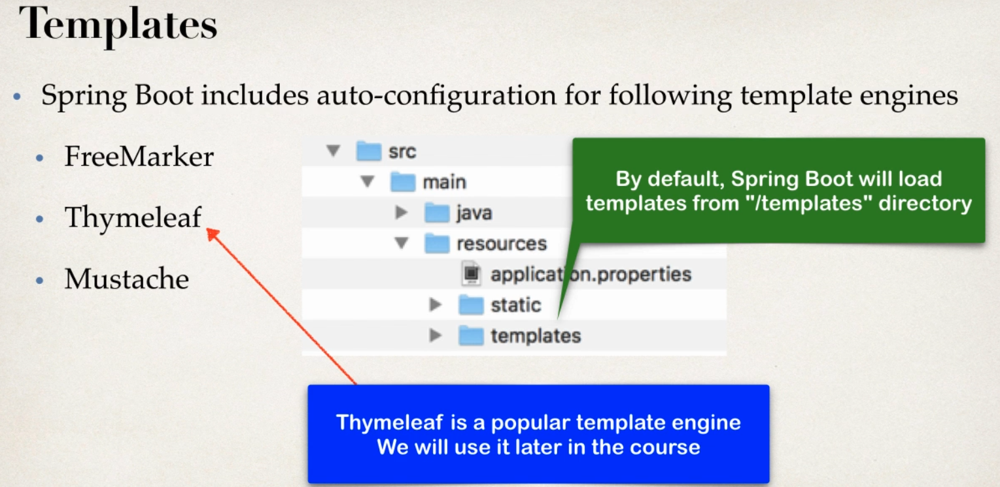 Templates
Spring Boot includes auto-configuration for following template engines
FreeMarker
Thymeleaf
Mustache
src
main
java
resources
application.properties
static
templates
By default, Spring Boot will load
templates from "/templates" directory
Thymeleaf is a popular template engine
We will use it later in the course